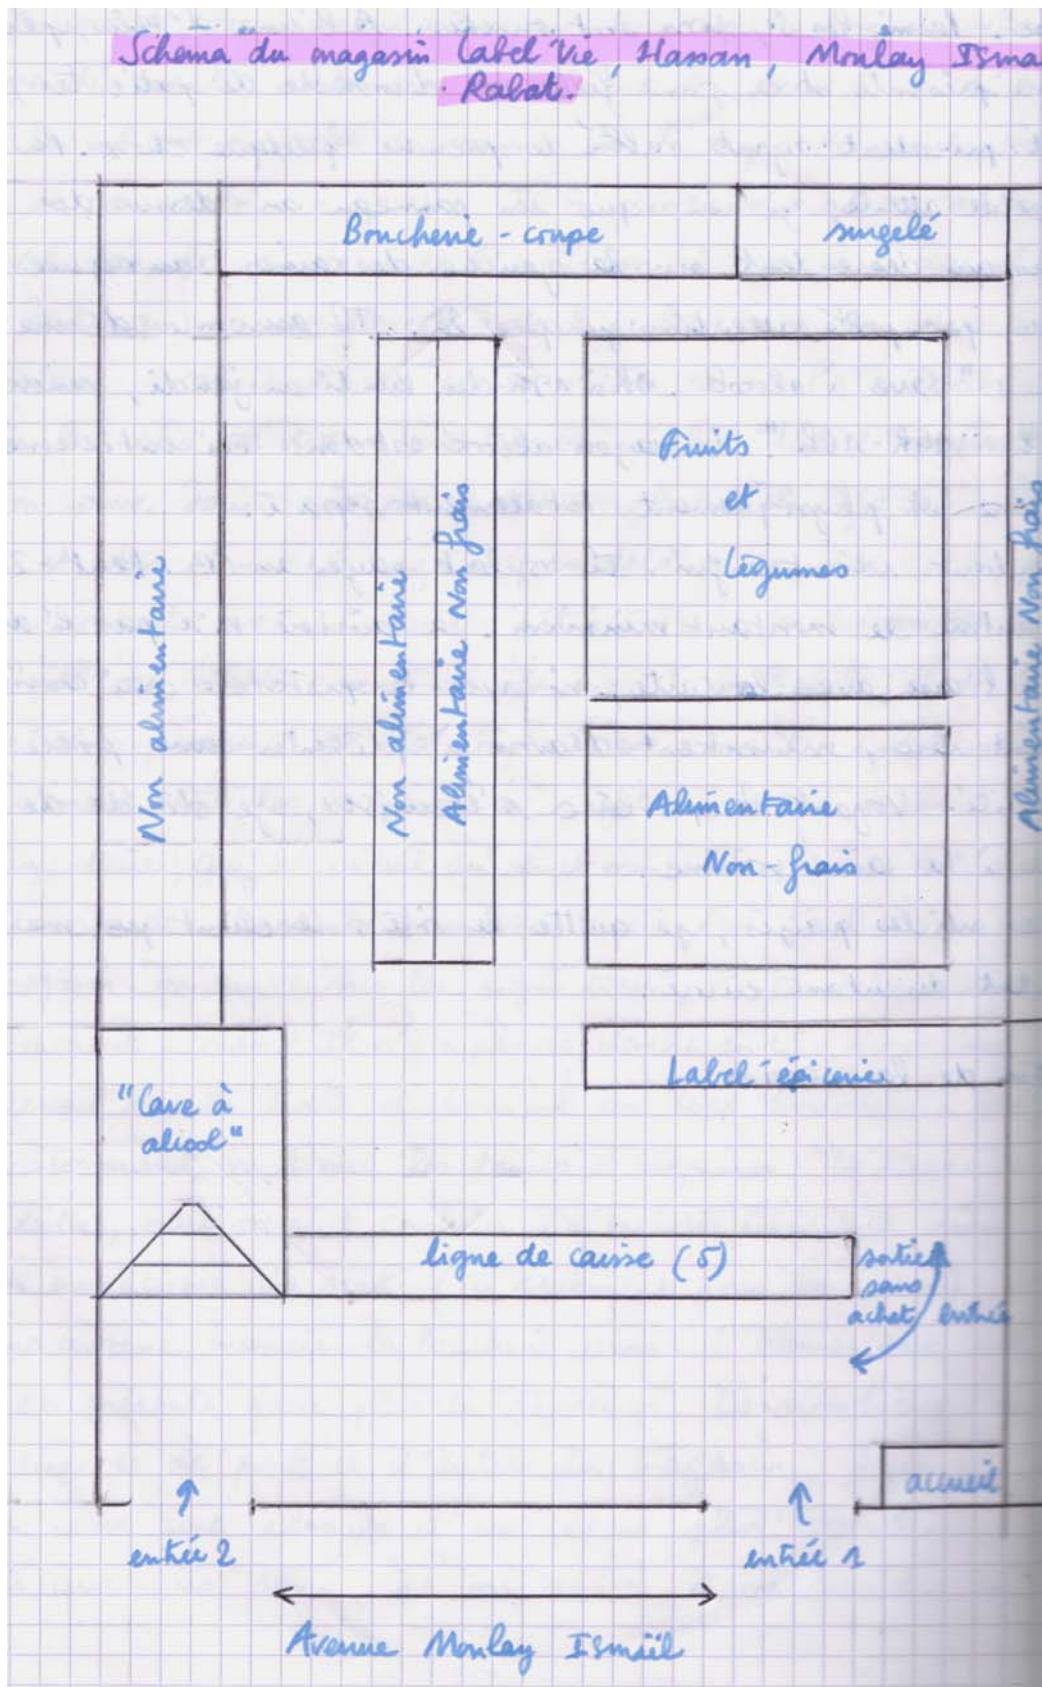 Schéma du magasin Label'Vie, Hassan, Moulay Isma
Rabat.
Boucherie - coupe
surgelé
Non alimentaire
Non alimentaire
Alimentaire Non frais
Fruits
et
Légumes
Alimentaire Non frais
Alimentaire
Non-frais
Label'épicerie
"Cave à
alcool"
ligne de caisse (5)
sortie
sans
achat
entrée
accueil
entrée 2
entrée 1
Avenue Moulay Ismaïl